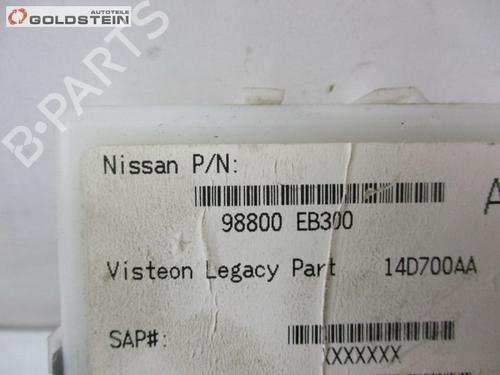 AUTOTEILE
GOLDSTEIN
B-PARTS
Nissan P/N:
A
98800 EB300
Visteon Legacy Part 14D700AA
SAP#:
XXXXXXX